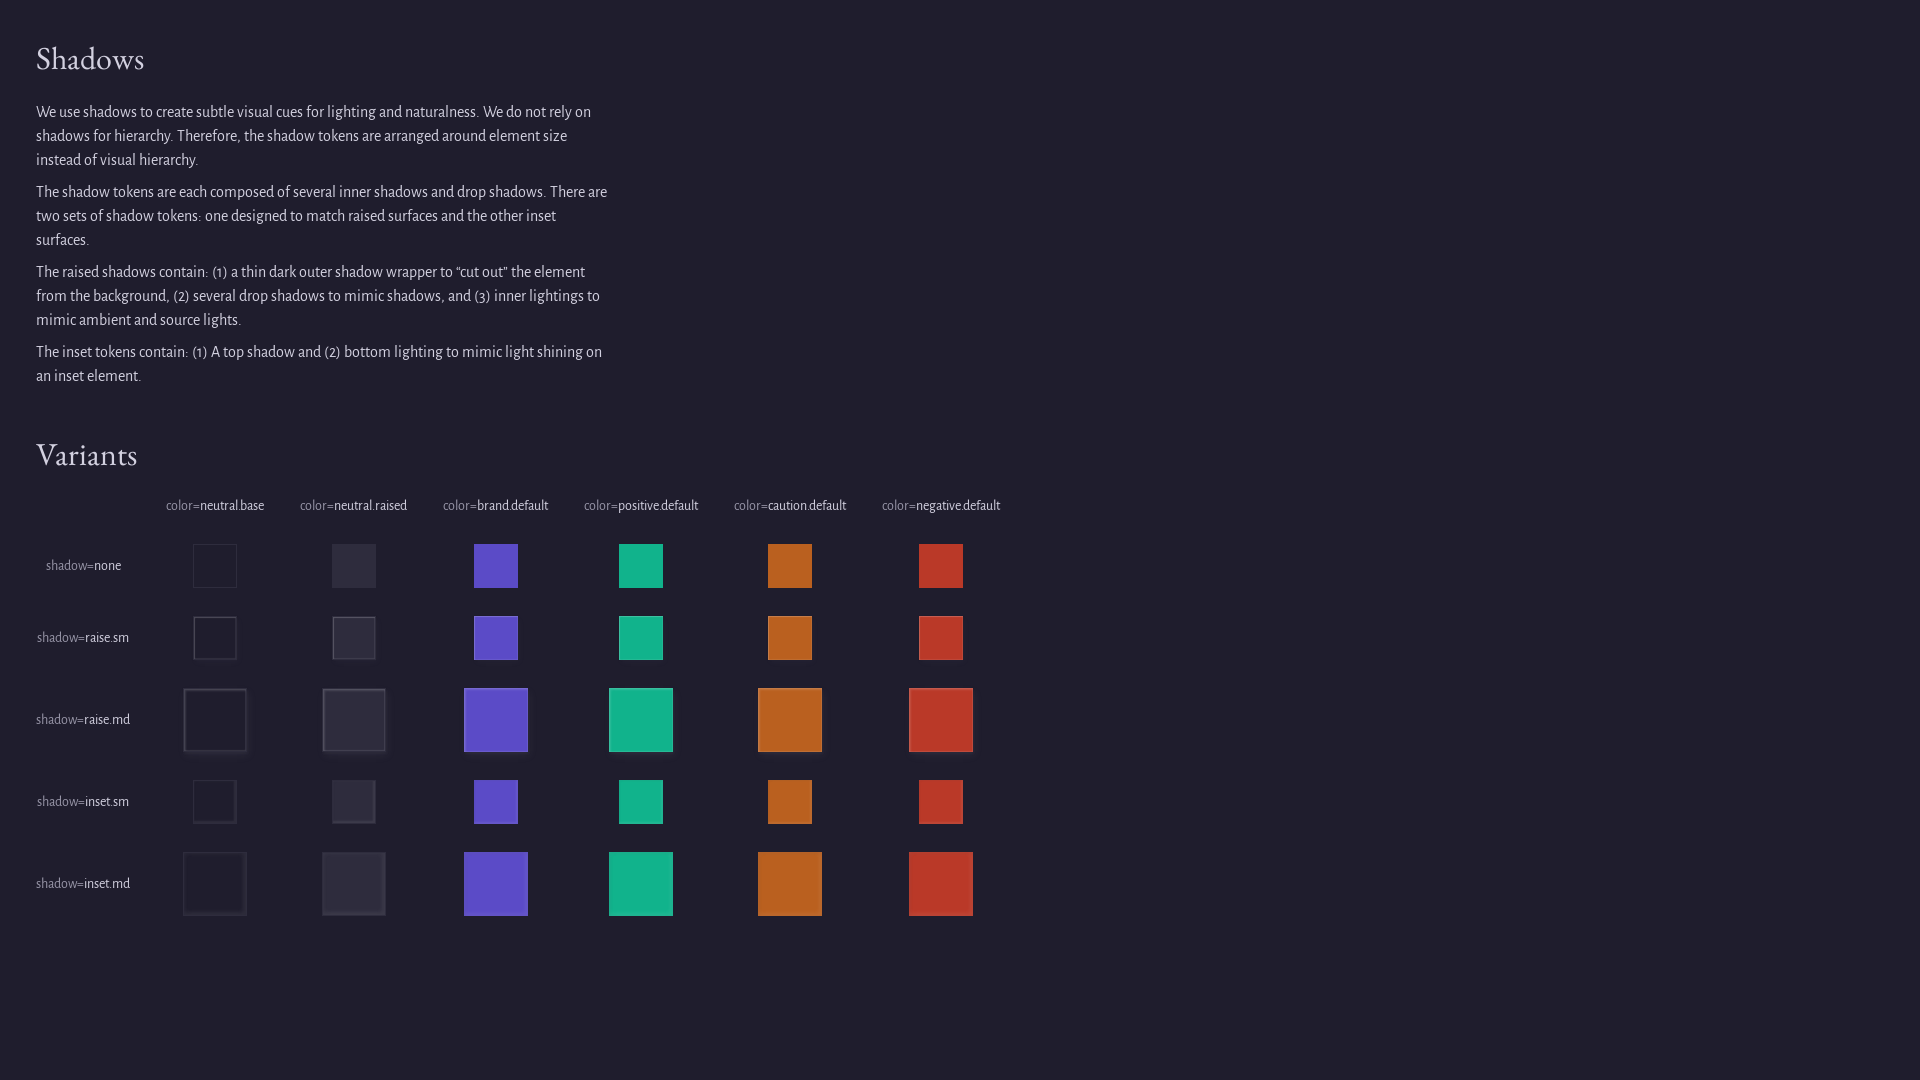 Shadows
We use shadows to create subtle visual cues for lighting and naturalness. We do not rely on
shadows for hierarchy. Therefore, the shadow tokens are arranged around element size
instead of visual hierarchy.
The shadow tokens are each composed of several inner shadows and drop shadows. There are
two sets of shadow tokens: one designed to match raised surfaces and the other inset
surfaces.
The raised shadows contain: (1) a thin dark outer shadow wrapper to “cut out” the element
from the background, (2) several drop shadows to mimic shadows, and (3) inner lightings to
mimic ambient and source lights.
The inset tokens contain: (1) A top shadow and (2) bottom lighting to mimic light shining on
an inset element.
Variants
color=neutral.base color=neutral.raised color=brand.default color=positive.default color=caution.default color=negative.default
shadow=none
shadow=raise.sm
shadow=raise.md
shadow=inset.sm
shadow=inset.md